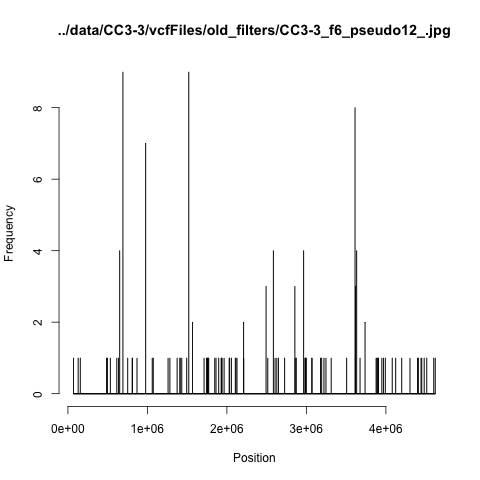 ../data/CC3-3/vcfFiles/old_filters/CC3-3_f6_pseudo12_.jpg
Frequency
8
6
4
2
0
0e+00 1e+06 2e+06 3e+06 4e+06
Position